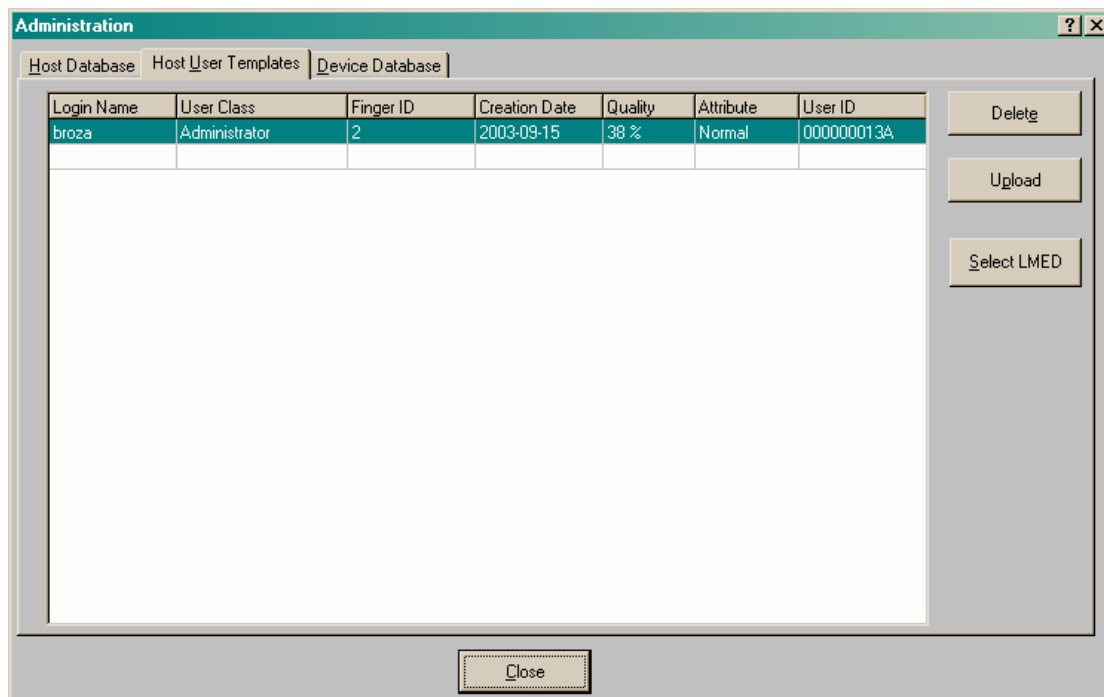 Administration
? X
Host Database Host User Templates Device Database
Login Name User Class Finger ID Creation Date Quality Attribute User ID
broza Administrator 2 2003-09-15 38 % Normal 000000013A
Delete
Upload
Select LMED
Close